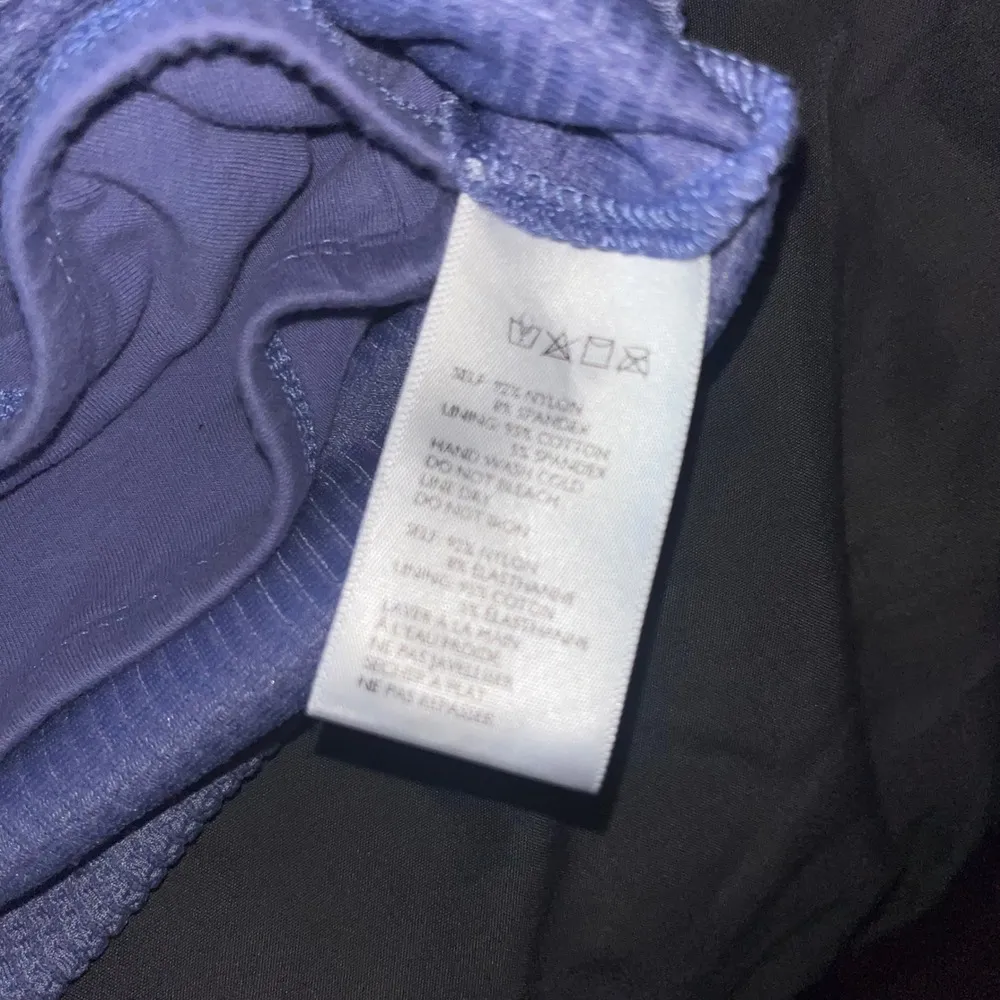 SELF: 92% NYLON
8% SPANDEX
LINING: 95% COTTON
5% SPANDEX
HAND WASH COLD
DO NOT BLEACH
LINE DRY
DO NOT IRON
SELF: 92% NYLON
8% ELASTHANNE
LINING: 95% COTON
5% ELASTHANNE
LAVER A LA MAIN
À L'EAU FROIDE
NE PAS JAVELLISER
SECHER A PLAT
NE PAS REPASSER